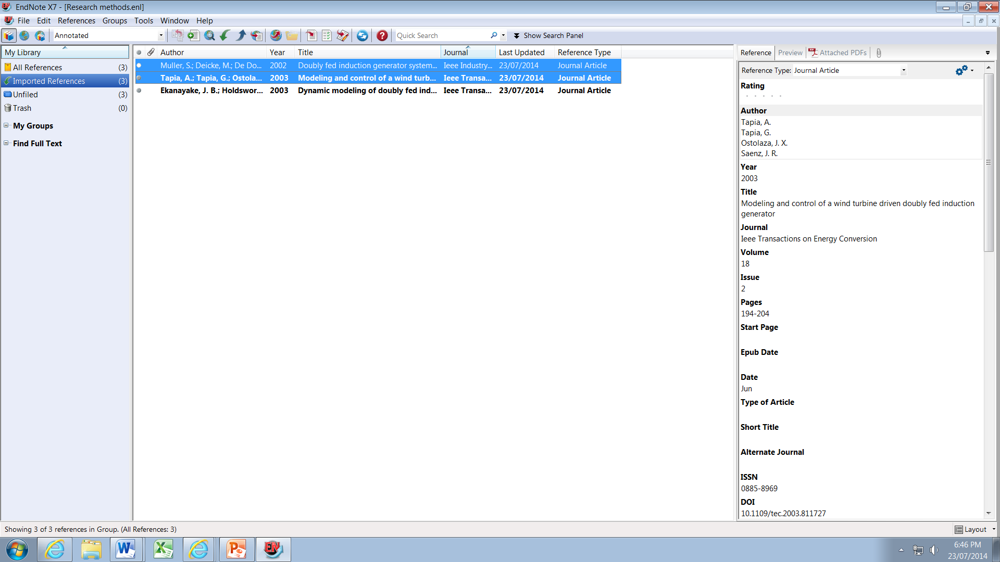 EndNote X7 - [Research methods.enl]
File Edit References Groups Tools Window Help
Annotated Quick Search Show Search Panel
My Library
All References (3)
Imported References (3)
Unfiled (3)
Trash (0)
My Groups
Find Full Text
Author Year Title Journal Last Updated Reference Type
Muller, S.; Deicke, M.; De Do... 2002 Doubly fed induction generator system... Ieee Industry... 23/07/2014 Journal Article
Tapia, A.; Tapia, G.; Ostola... 2003 Modeling and control of a wind turb... Ieee Transa... 23/07/2014 Journal Article
Ekanayake, J. B.; Holdswor... 2003 Dynamic modeling of doubly fed ind... Ieee Transa... 23/07/2014 Journal Article
Reference Preview Attached PDFs
Reference Type: Journal Article
Rating
Author
Tapia, A.
Tapia, G.
Ostolaza, J. X.
Saenz, J. R.
Year
2003
Title
Modeling and control of a wind turbine driven doubly fed induction
generator
Journal
Ieee Transactions on Energy Conversion
Volume
18
Issue
2
Pages
194-204
Start Page
Epub Date
Date
Jun
Type of Article
Short Title
Alternate Journal
ISSN
0885-8969
DOI
10.1109/tec.2003.811727
Showing 3 of 3 references in Group. (All References: 3)
Layout
6:46 PM
23/07/2014